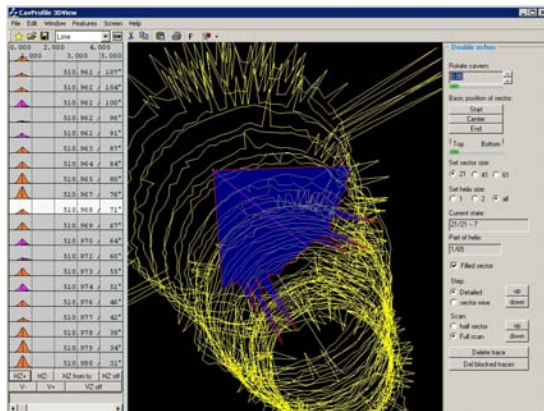 CavProfile 3DView
File Edit Window Features Screen Help
Line
F
0.000 2.000 4.000
.000 3.000 5.000
510.962 / 107°
510.962 / 104°
510.962 / 100°
510.962 / 96°
510.962 / 91°
510.963 / 87°
510.964 / 84°
510.965 / 80°
510.967 / 76°
510.968 / 71°
510.969 / 67°
510.970 / 64°
510.972 / 60°
510.973 / 55°
510.974 / 51°
510.976 / 46°
510.977 / 42°
510.978 / 38°
510.979 / 34°
510.980 / 31°
HZ+ HZ- HZ from to HZ off
V- V+ VZ off
Double echos
Rotate cavern:
0.00
Basic position of sector:
Start
Center
End
Top Bottom
Set sector size:
21 41 61
Set helix size:
1 2 all
Current state:
21/21 - 7
Part of helix:
1/65
Filled sector
Step:
Detailed
sector wise
up
down
Scan:
half sector
Full scan
up
down
Delete trace
Del blocked traces